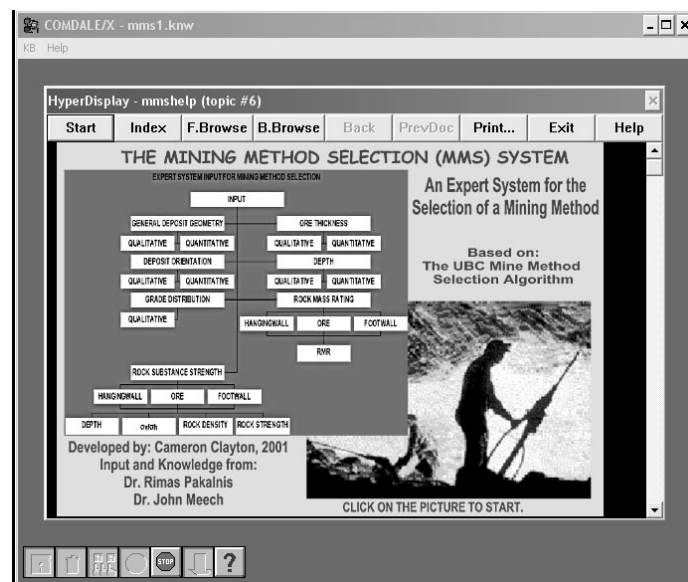 COMDALE/X - mms1.knw
KB Help
HyperDisplay - mmshelp (topic #6)
Start Index F.Browse B.Browse Back PrevDoc Print... Exit Help
THE MINING METHOD SELECTION (MMS) SYSTEM
EXPERT SYSTEM INPUT FOR MINING METHOD SELECTION
INPUT
GENERAL DEPOSIT GEOMETRY ORE THICKNESS
QUALITATIVE QUANTITATIVE QUALITATIVE QUANTITATIVE
DEPOSIT ORIENTATION DEPTH
QUALITATIVE QUANTITATIVE QUALITATIVE QUANTITATIVE
GRADE DISTRIBUTION ROCK MASS RATING
QUALITATIVE
HANGINGWALL ORE FOOTWALL
RMR
ROCK SUBSTANCE STRENGTH
HANGINGWALL ORE FOOTWALL
DEPTH ROCK DENSITY ROCK STRENGTH
An Expert System for the
Selection of a Mining Method
Based on:
The UBC Mine Method
Selection Algorithm
Developed by: Cameron Clayton, 2001
Input and Knowledge from:
Dr. Rimas Pakalnis
Dr. John Meech
CLICK ON THE PICTURE TO START.
STOP ?